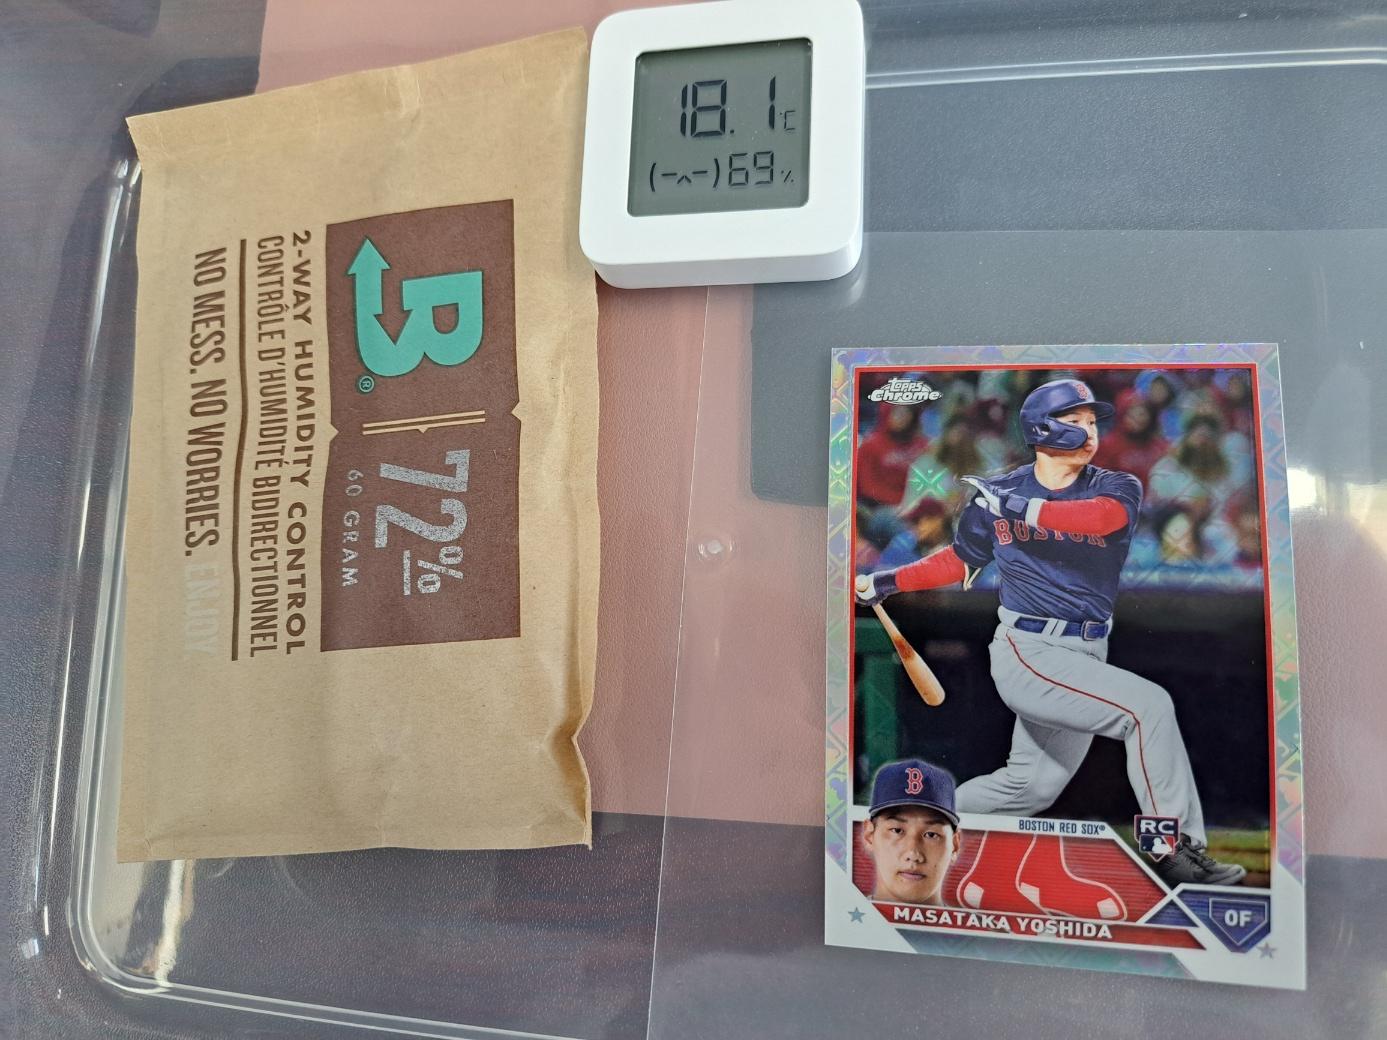 18.1°C
(-^-)69%
B®
72%
60 GRAM
2-WAY HUMIDITY CONTROL
CONTRÔLE D'HUMIDITÉ BIDIRECTIONNEL
NO MESS. NO WORRIES. ENJOY
Topps
Chrome
B
BOSTON
B
BOSTON RED SOX®
RC
MASATAKA YOSHIDA
OF